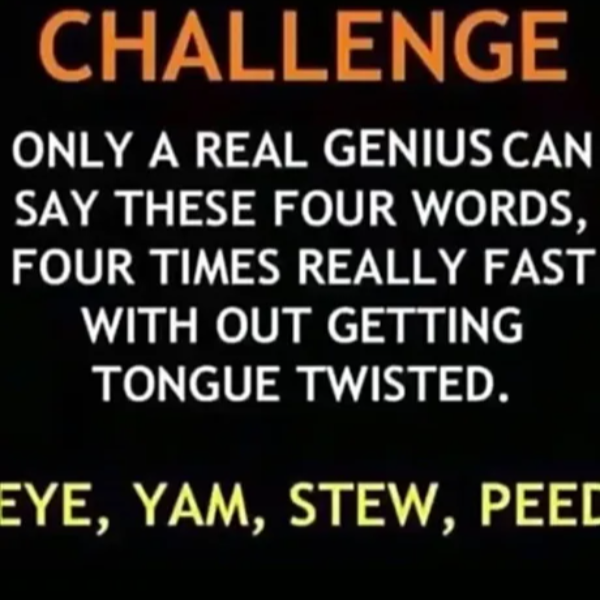 CHALLENGE
ONLY A REAL GENIUS CAN
SAY THESE FOUR WORDS,
FOUR TIMES REALLY FAST
WITH OUT GETTING
TONGUE TWISTED.
EYE, YAM, STEW, PEED